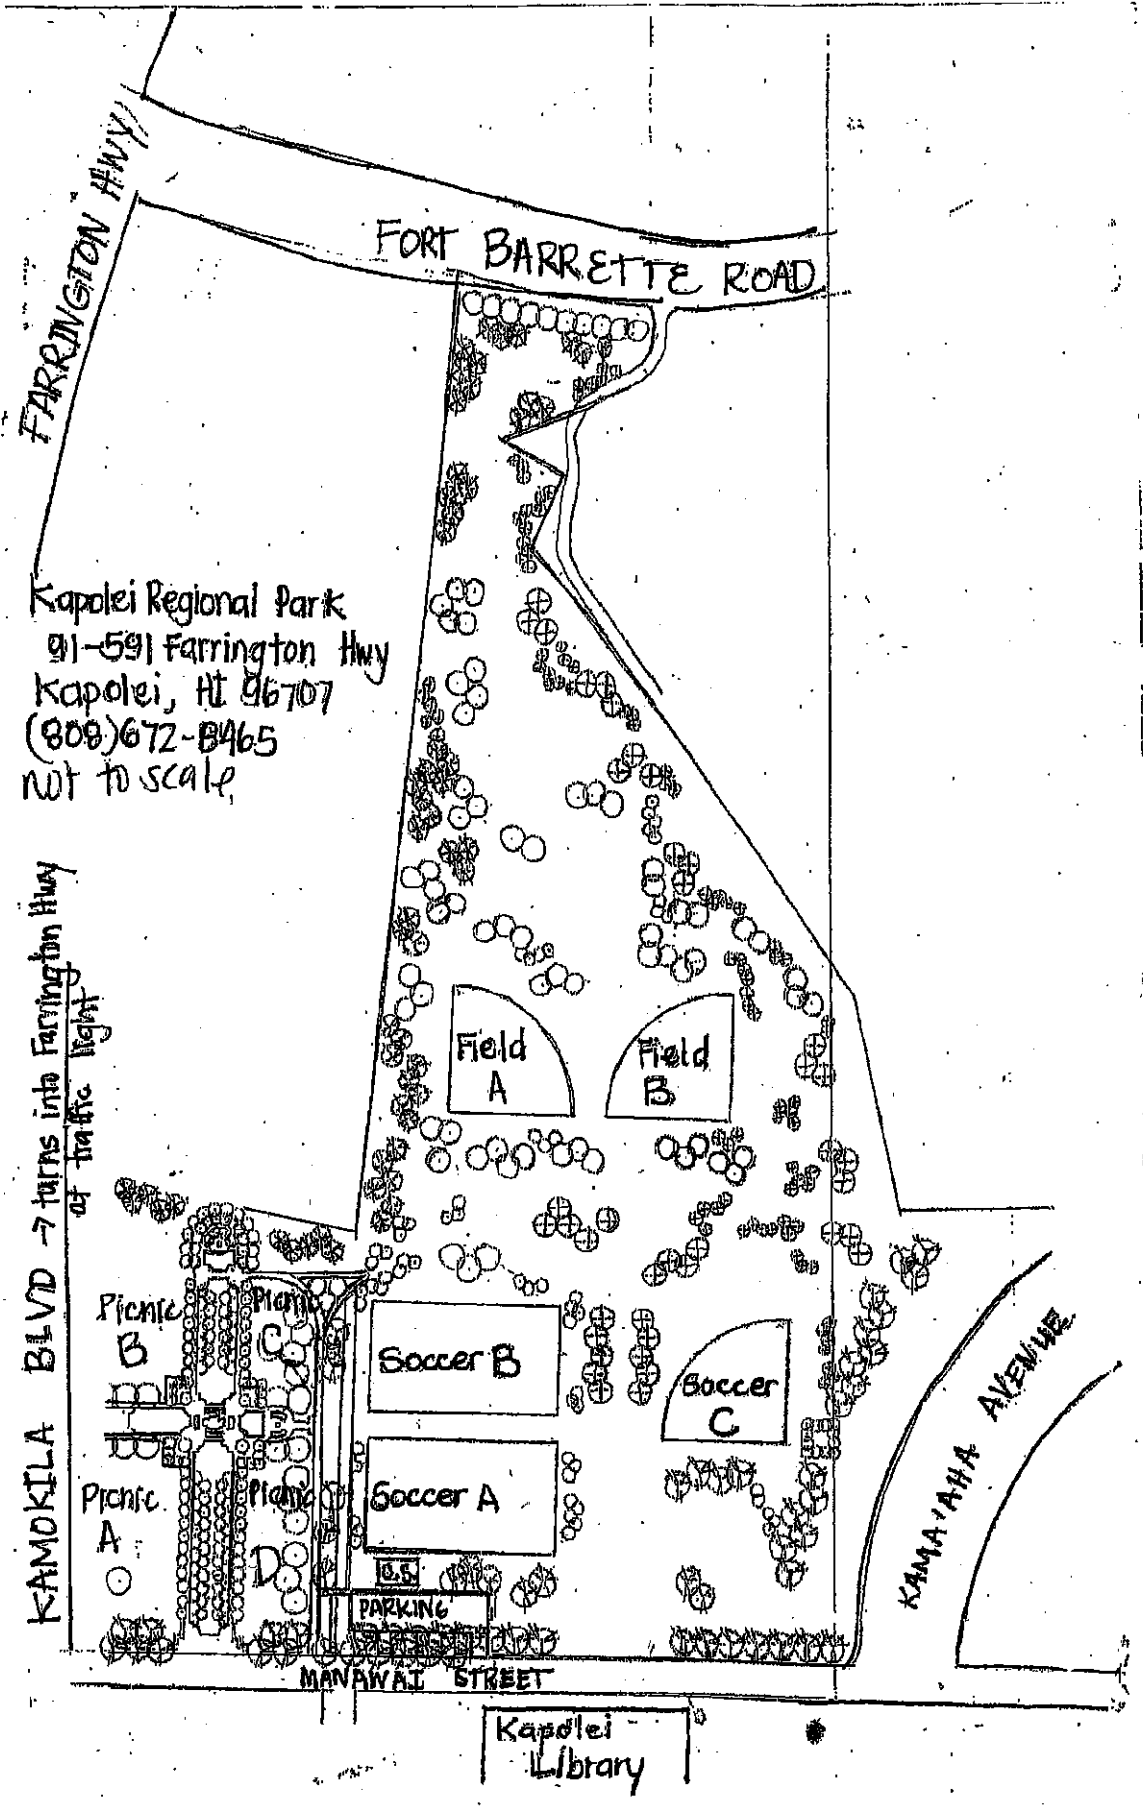 FARRINGTON HWY
FORT BARRETTE ROAD
Kapolei Regional Park
91-591 Farrington Hwy
Kapolei, HI 96707
(808)672-8465
Not to scale.
KAMOKILA BLVD → turns into Farrington Hwy
at traffic light
Field
A
Field
B
Picnic
B
Picnic
C
Soccer B
Soccer
C
Picnic
A
Picnic
D
Soccer A
C.S.
PARKING
KAMA'AHA AVENUE
MANAWAI STREET
Kapolei
Library